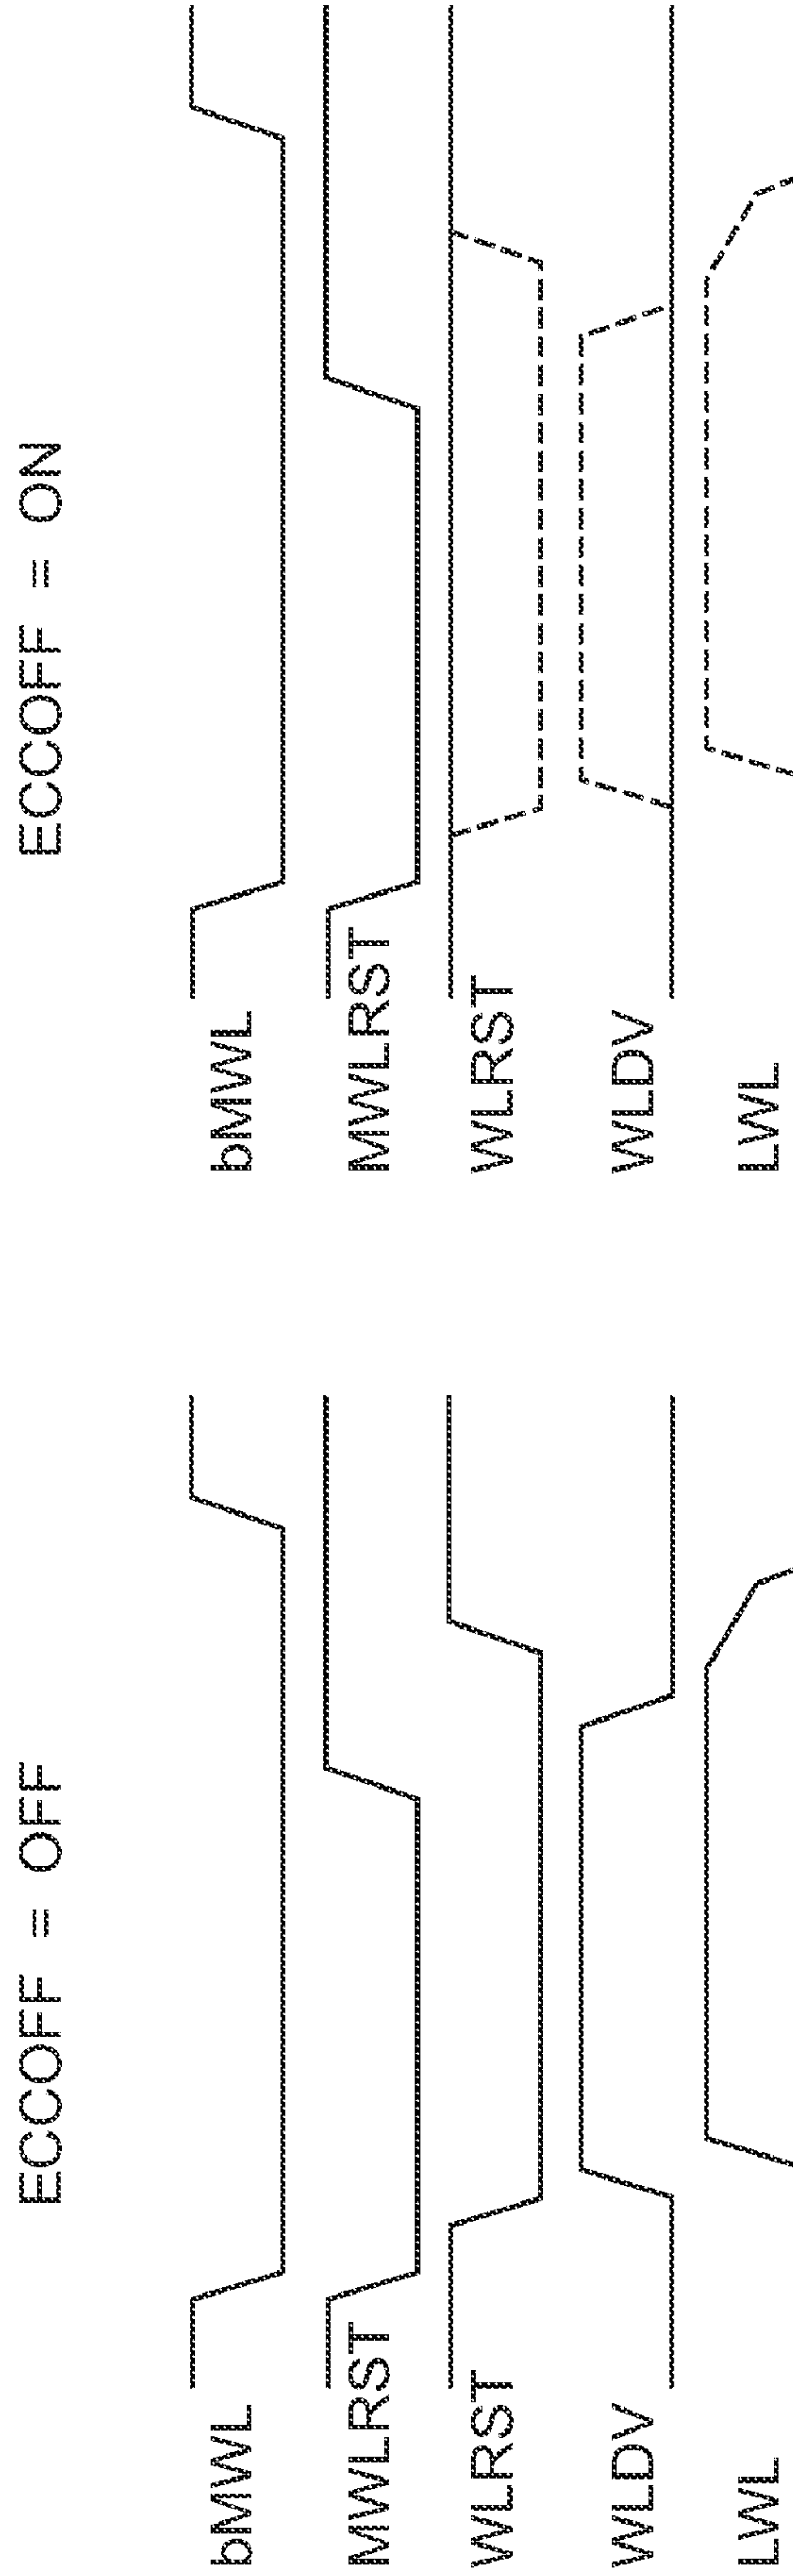 ECCOFF = OFF
bMWL
MWLRST
WLRST
WLDV
LWL
ECCOFF = ON
bMWL
MWLRST
WLRST
WLDV
LWL